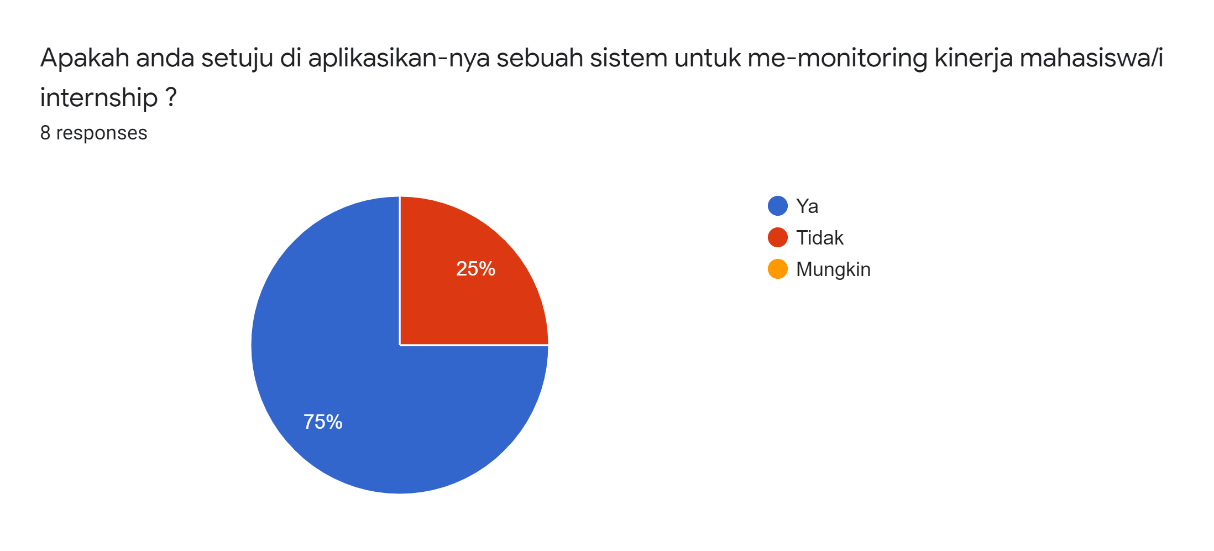 Apakah anda setuju di aplikasikan-nya sebuah sistem untuk me-monitoring kinerja mahasiswa/i
internship ?
8 responses
Ya
Tidak
Mungkin
25%
75%